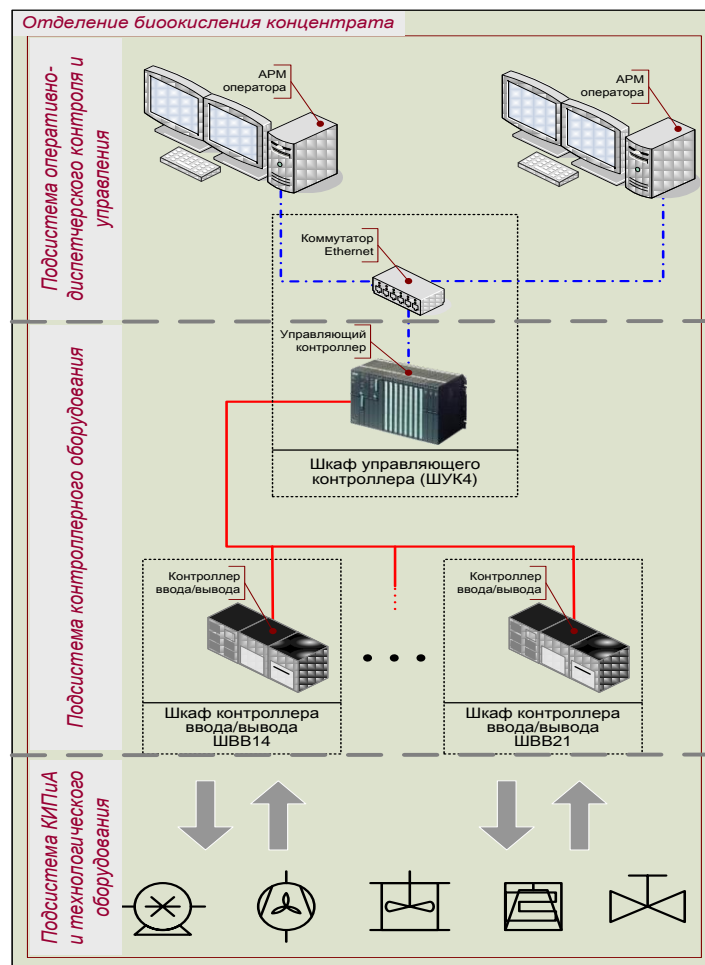 Отделение биоокисления концентрата
Подсистема оперативно-
диспетчерского контроля и
управления
АРМ
оператора
АРМ
оператора
Коммутатор
Ethernet
Подсистема контроллерного оборудования
Управляющий
контроллер
Шкаф управляющего
контроллера (ШУК4)
Контроллер
ввода/вывода
Контроллер
ввода/вывода
Шкаф контроллера
ввода/вывода
ШВВ14
Шкаф контроллера
ввода/вывода
ШВВ21
Подсистема КИПиА
и технологического
оборудования